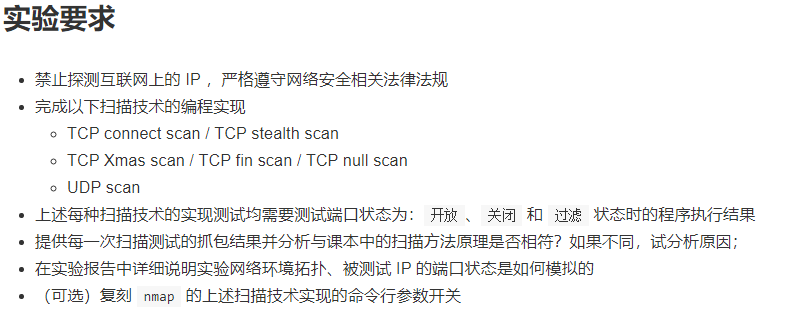 实验要求
禁止探测互联网上的 IP ，严格遵守网络安全相关法律法规
完成以下扫描技术的编程实现
TCP connect scan / TCP stealth scan
TCP Xmas scan / TCP fin scan / TCP null scan
UDP scan
上述每种扫描技术的实现测试均需要测试端口状态为：开放 、关闭 和 过滤 状态时的程序执行结果
提供每一次扫描测试的抓包结果并分析与课本中的扫描方法原理是否相符？如果不同，试分析原因；
在实验报告中详细说明实验网络环境拓扑、被测试 IP 的端口状态是如何模拟的
（可选）复刻 nmap 的上述扫描技术实现的命令行参数开关